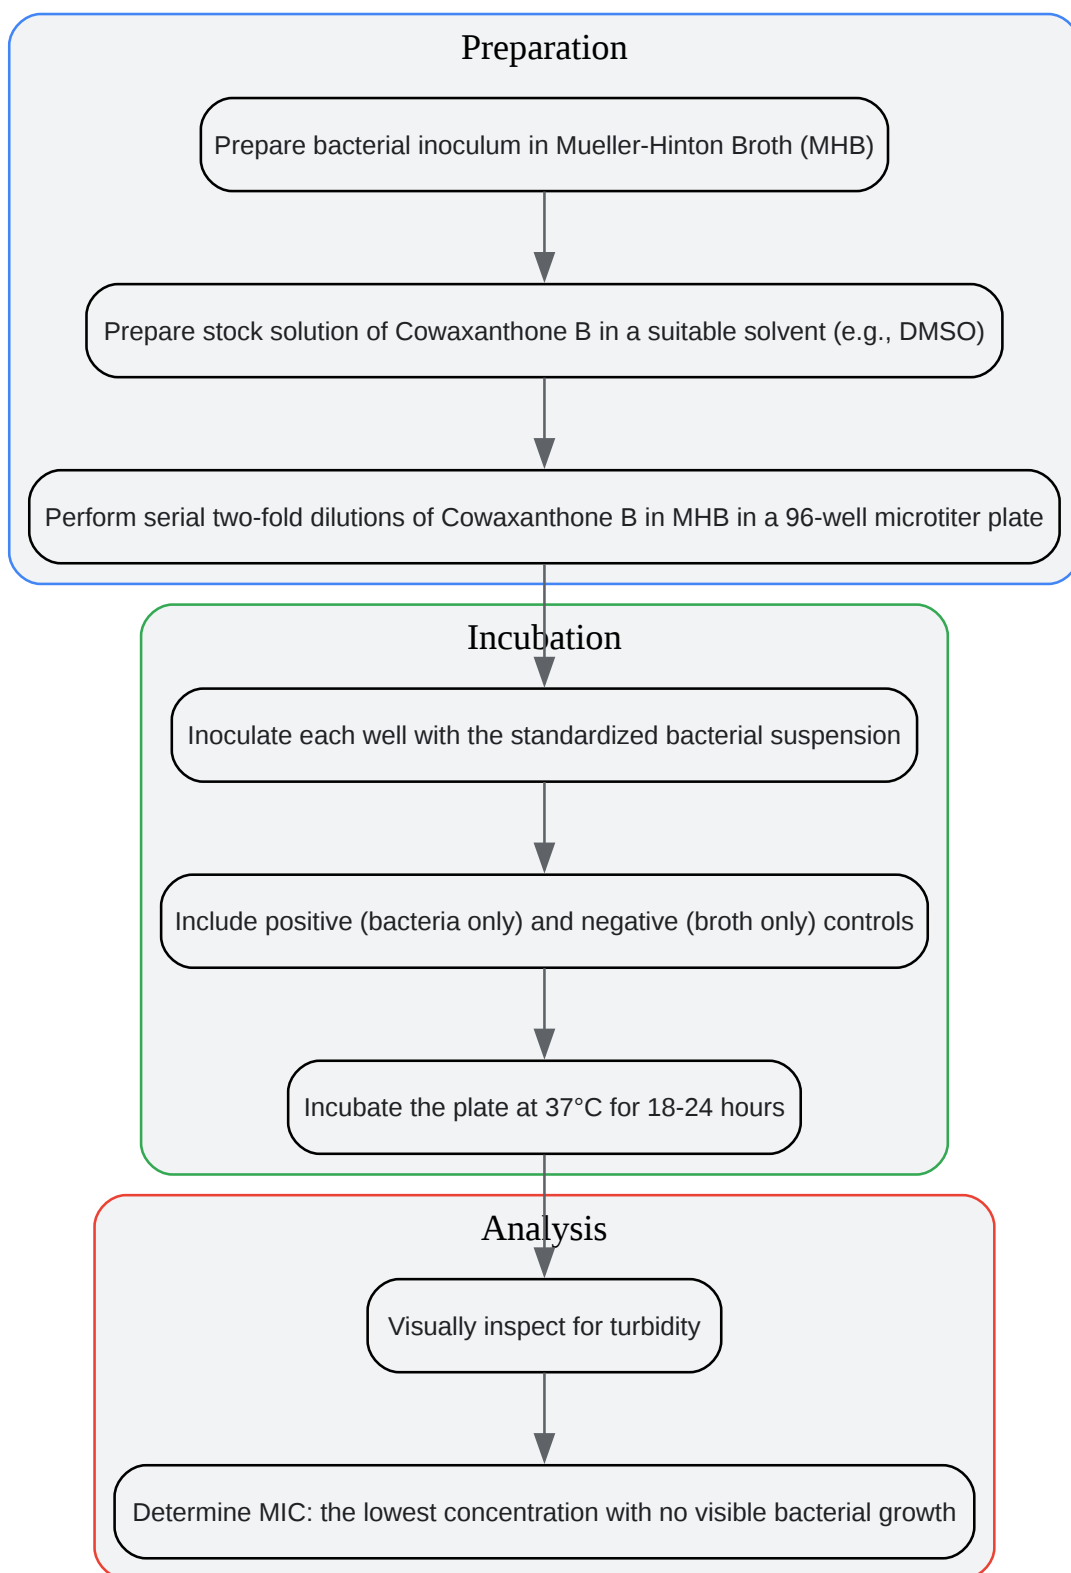 Preparation
Prepare bacterial inoculum in Mueller-Hinton Broth (MHB)
Prepare stock solution of Cowaxanthone B in a suitable solvent (e.g., DMSO)
Perform serial two-fold dilutions of Cowaxanthone B in MHB in a 96-well microtiter plate
Incubation
Inoculate each well with the standardized bacterial suspension
Include positive (bacteria only) and negative (broth only) controls
Incubate the plate at 37°C for 18-24 hours
Analysis
Visually inspect for turbidity
Determine MIC: the lowest concentration with no visible bacterial growth